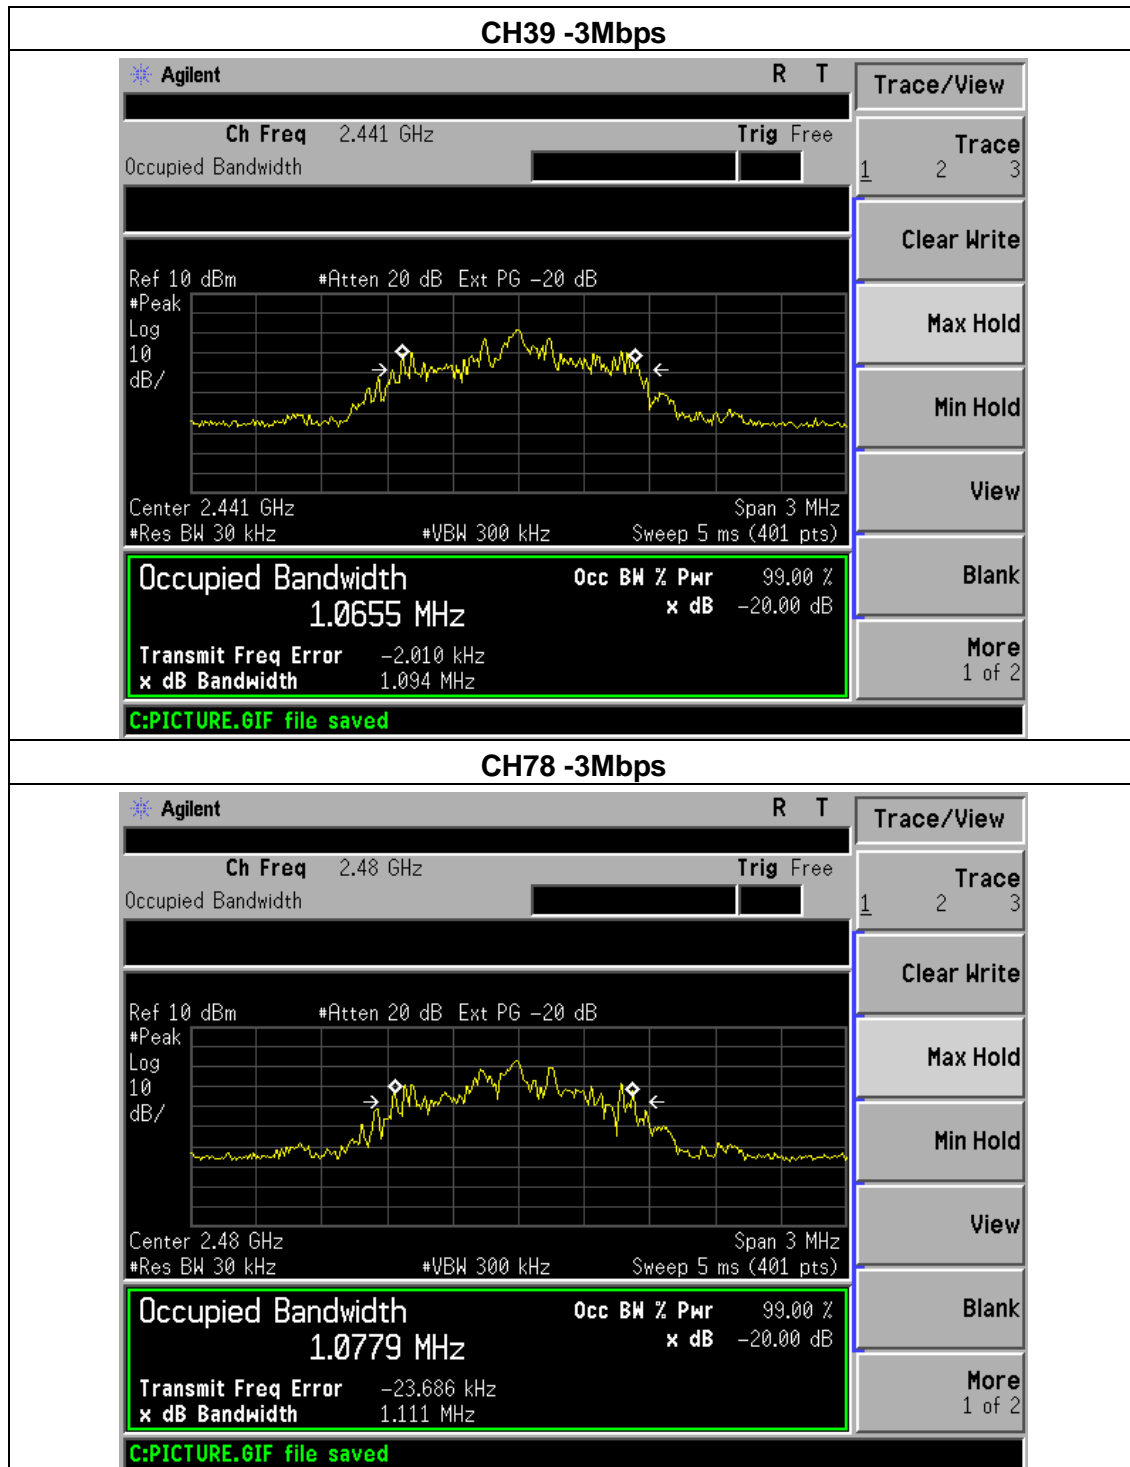 CH39 -3Mbps
Agilent R T
Trace/View
Ch Freq 2.441 GHz Trig Free
Occupied Bandwidth
Trace
1 2 3
Clear Write
Ref 10 dBm #Atten 20 dB Ext PG -20 dB
#Peak
Log
10
dB/
Max Hold
Min Hold
View
Center 2.441 GHz Span 3 MHz
#Res BW 30 kHz #VBW 300 kHz Sweep 5 ms (401 pts)
Occupied Bandwidth Occ BW % Pwr 99.00 %
1.0655 MHz x dB -20.00 dB
Blank
Transmit Freq Error -2.010 kHz
x dB Bandwidth 1.094 MHz
More
1 of 2
C:PICTURE.GIF file saved
CH78 -3Mbps
Agilent R T
Trace/View
Ch Freq 2.48 GHz Trig Free
Occupied Bandwidth
Trace
1 2 3
Clear Write
Ref 10 dBm #Atten 20 dB Ext PG -20 dB
#Peak
Log
10
dB/
Max Hold
Min Hold
View
Center 2.48 GHz Span 3 MHz
#Res BW 30 kHz #VBW 300 kHz Sweep 5 ms (401 pts)
Occupied Bandwidth Occ BW % Pwr 99.00 %
1.0779 MHz x dB -20.00 dB
Blank
Transmit Freq Error -23.686 kHz
x dB Bandwidth 1.111 MHz
More
1 of 2
C:PICTURE.GIF file saved